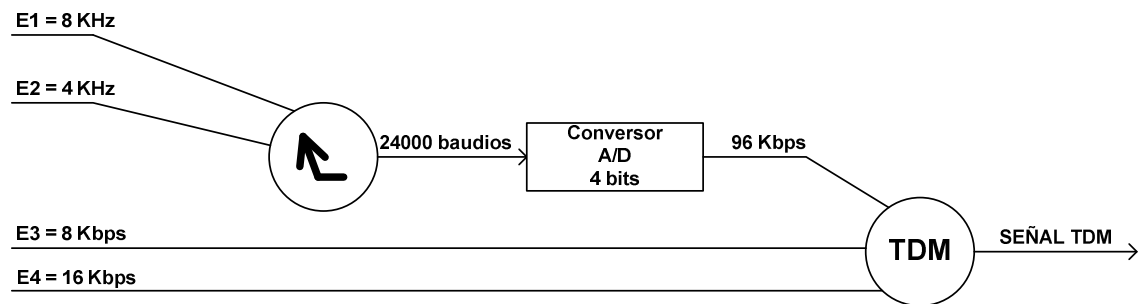 E1 = 8 KHz
E2 = 4 KHz
24000 baudios
Conversor
A/D
4 bits
96 Kbps
E3 = 8 Kbps
E4 = 16 Kbps
TDM
SEÑAL TDM